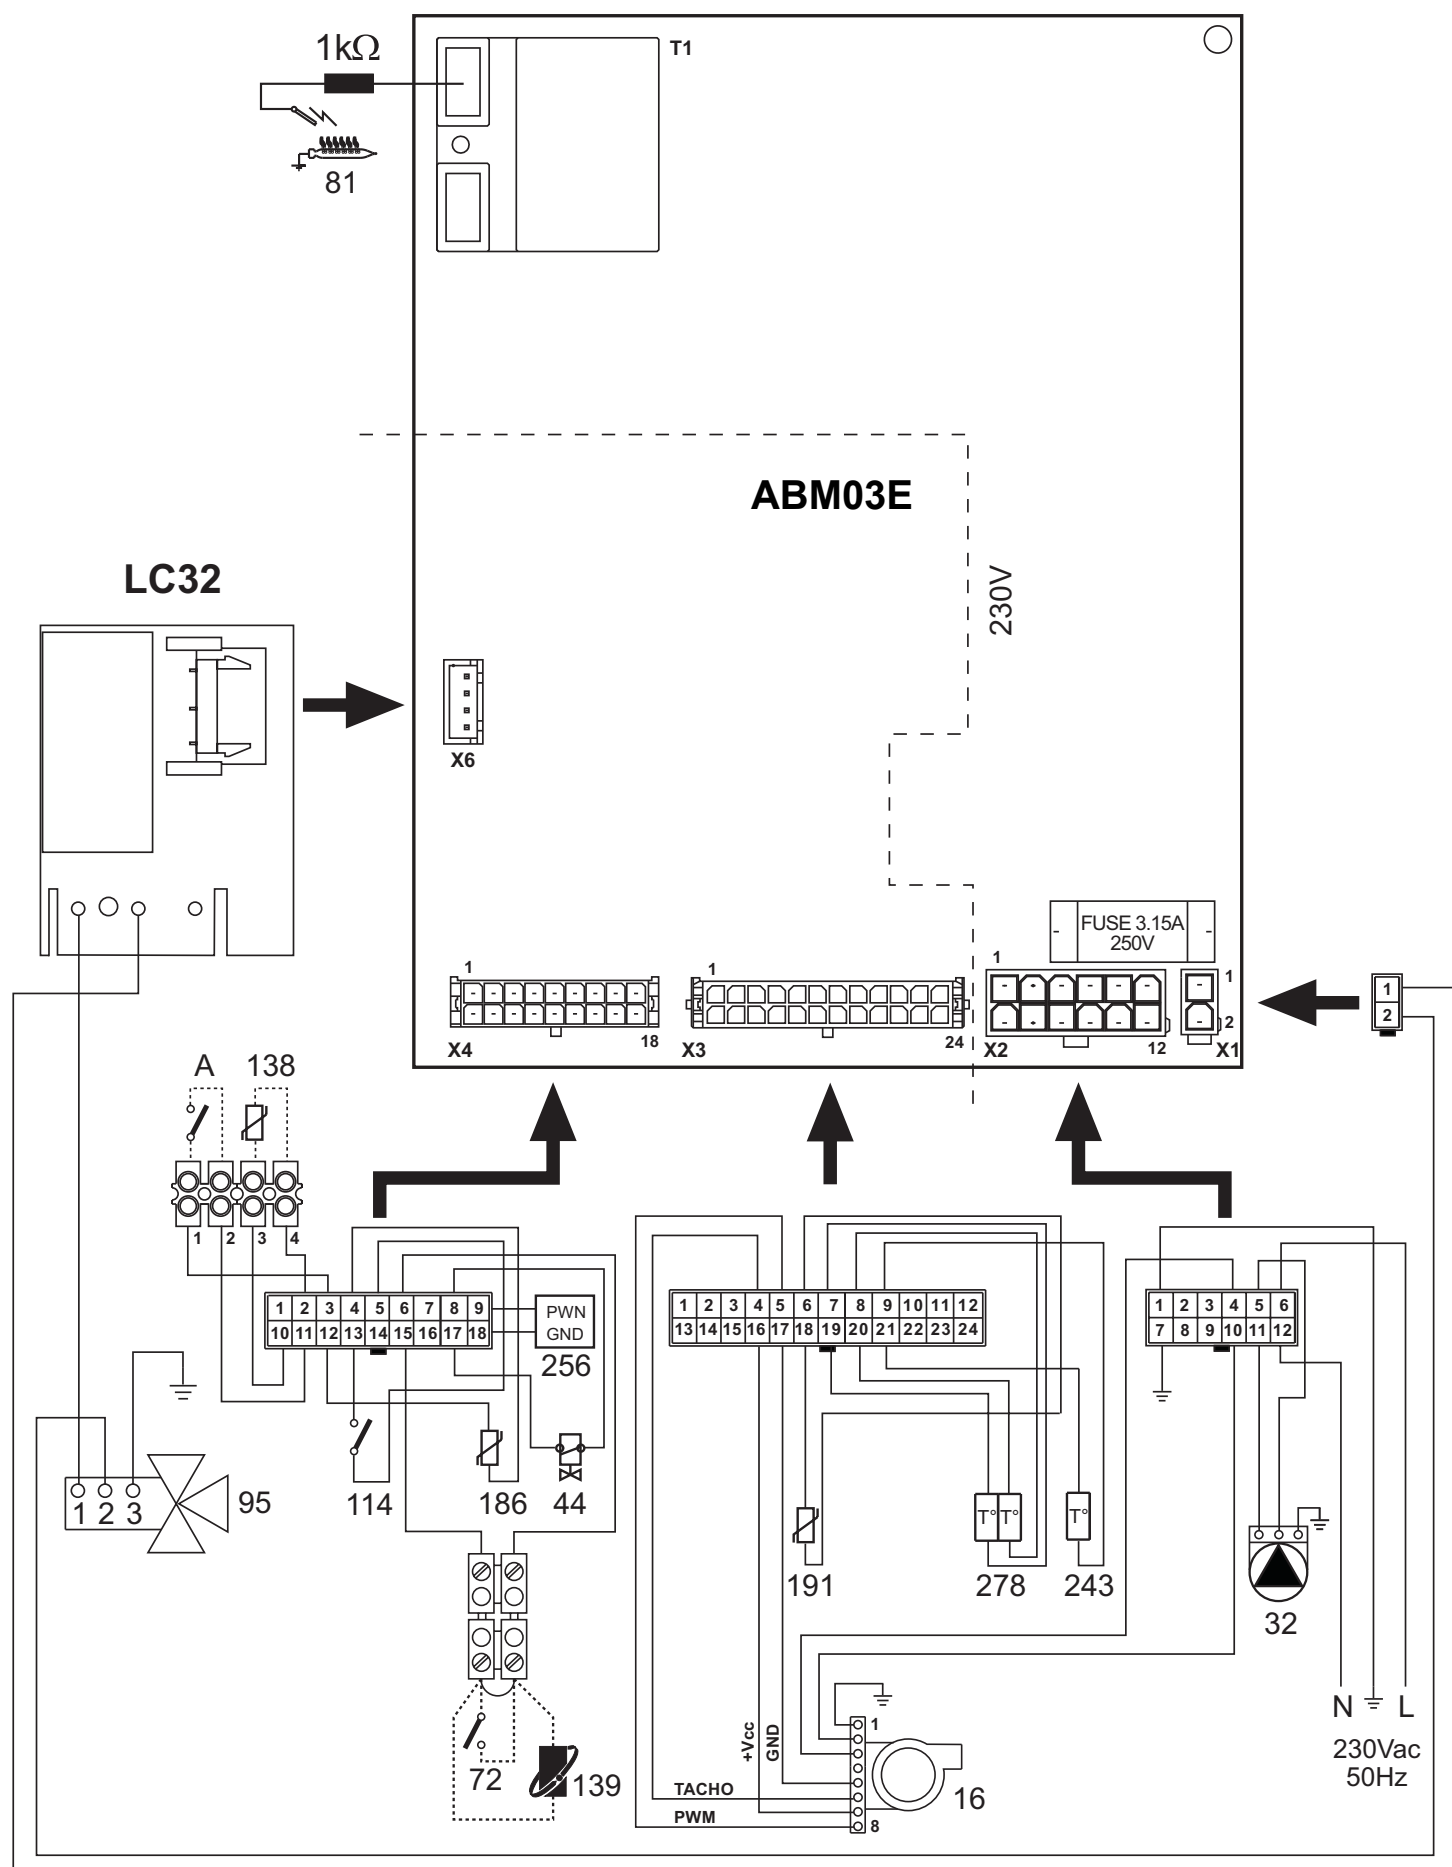 1kΩ
T1
81
ABM03E
230V
LC32
X6
FUSE 3.15A
250V
1
18
X4
1
24
X3
1
12
X2
1
2
X1
1
2
A
138
1 2 3 4
1 2 3 4 5 6 7 8 9
10 11 12 13 14 15 16 17 18
PWN
GND
256
1 2 3 4 5 6 7 8 9 10 11 12
13 14 15 16 17 18 19 20 21 22 23 24
1 2 3 4 5 6
7 8 9 10 11 12
1 2 3
95
114
186
44
191
T°
T°
278
T°
243
32
72
139
+Vcc
GND
TACHO
PWM
1
8
16
N
L
230Vac
50Hz